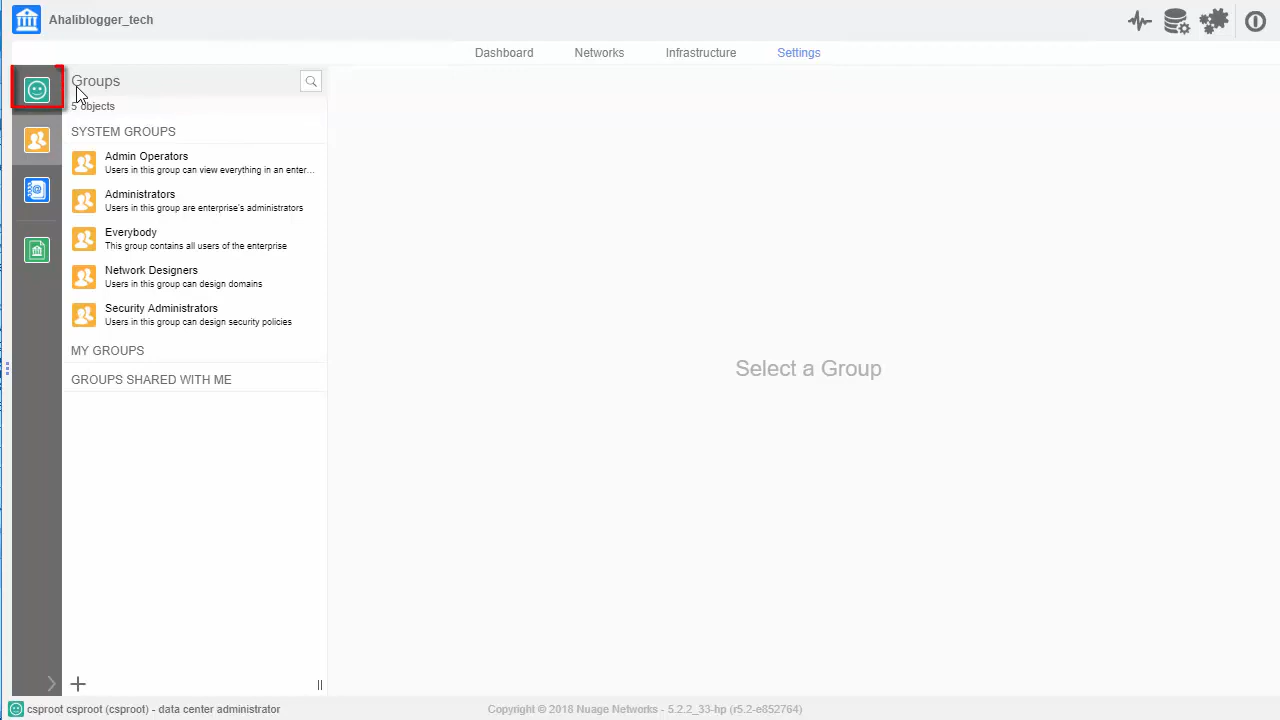 Ahaliblogger_tech
Dashboard Networks Infrastructure Settings
Groups
5 objects
SYSTEM GROUPS
Admin Operators
Users in this group can view everything in an enter...
Administrators
Users in this group are enterprise's administrators
Everybody
This group contains all users of the enterprise
Network Designers
Users in this group can design domains
Security Administrators
Users in this group can design security policies
MY GROUPS
GROUPS SHARED WITH ME
Select a Group
csproot csproot (csproot) - data center administrator
Copyright © 2018 Nuage Networks - 5.2.2_33-hp (r5.2-e852764)